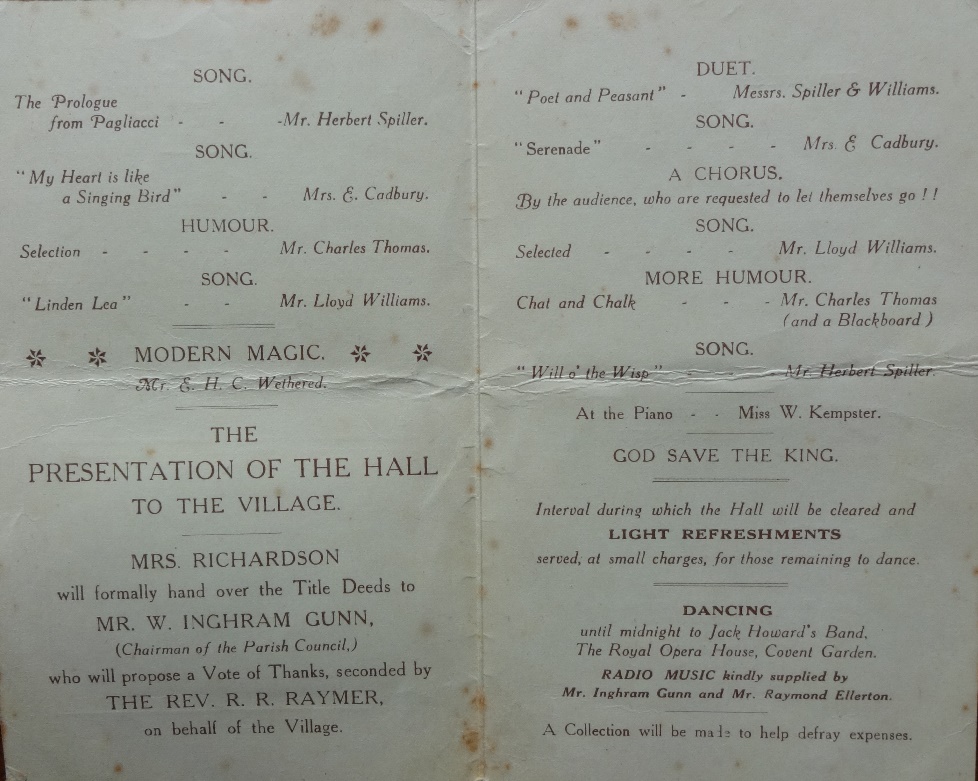 SONG.
The Prologue
from Pagliacci - - -Mr. Herbert Spiller.
SONG.
"My Heart is like
a Singing Bird" - - Mrs. E. Cadbury.
HUMOUR.
Selection - - - - Mr. Charles Thomas.
SONG.
"Linden Lea" - - Mr. Lloyd Williams.
MODERN MAGIC.
Mr. E. H. C. Wethered.
THE
PRESENTATION OF THE HALL
TO THE VILLAGE.
MRS. RICHARDSON
will formally hand over the Title Deeds to
MR. W. INGHRAM GUNN,
(Chairman of the Parish Council,)
who will propose a Vote of Thanks, seconded by
THE REV. R. R. RAYMER,
on behalf of the Village.
DUET.
"Poet and Peasant" - Messrs. Spiller & Williams.
SONG.
"Serenade" - - - - Mrs. E Cadbury.
A CHORUS.
By the audience, who are requested to let themselves go ! !
SONG.
Selected - - - - Mr. Lloyd Williams.
MORE HUMOUR.
Chat and Chalk - - - Mr. Charles Thomas
(and a Blackboard )
SONG.
"Will o' the Wisp" - - - Mr. Herbert Spiller.
At the Piano - - Miss W. Kempster.
GOD SAVE THE KING.
Interval during which the Hall will be cleared and
LIGHT REFRESHMENTS
served, at small charges, for those remaining to dance.
DANCING
until midnight to Jack Howard's Band,
The Royal Opera House, Covent Garden.
RADIO MUSIC kindly supplied by
Mr. Inghram Gunn and Mr. Raymond Ellerton.
A Collection will be made to help defray expenses.